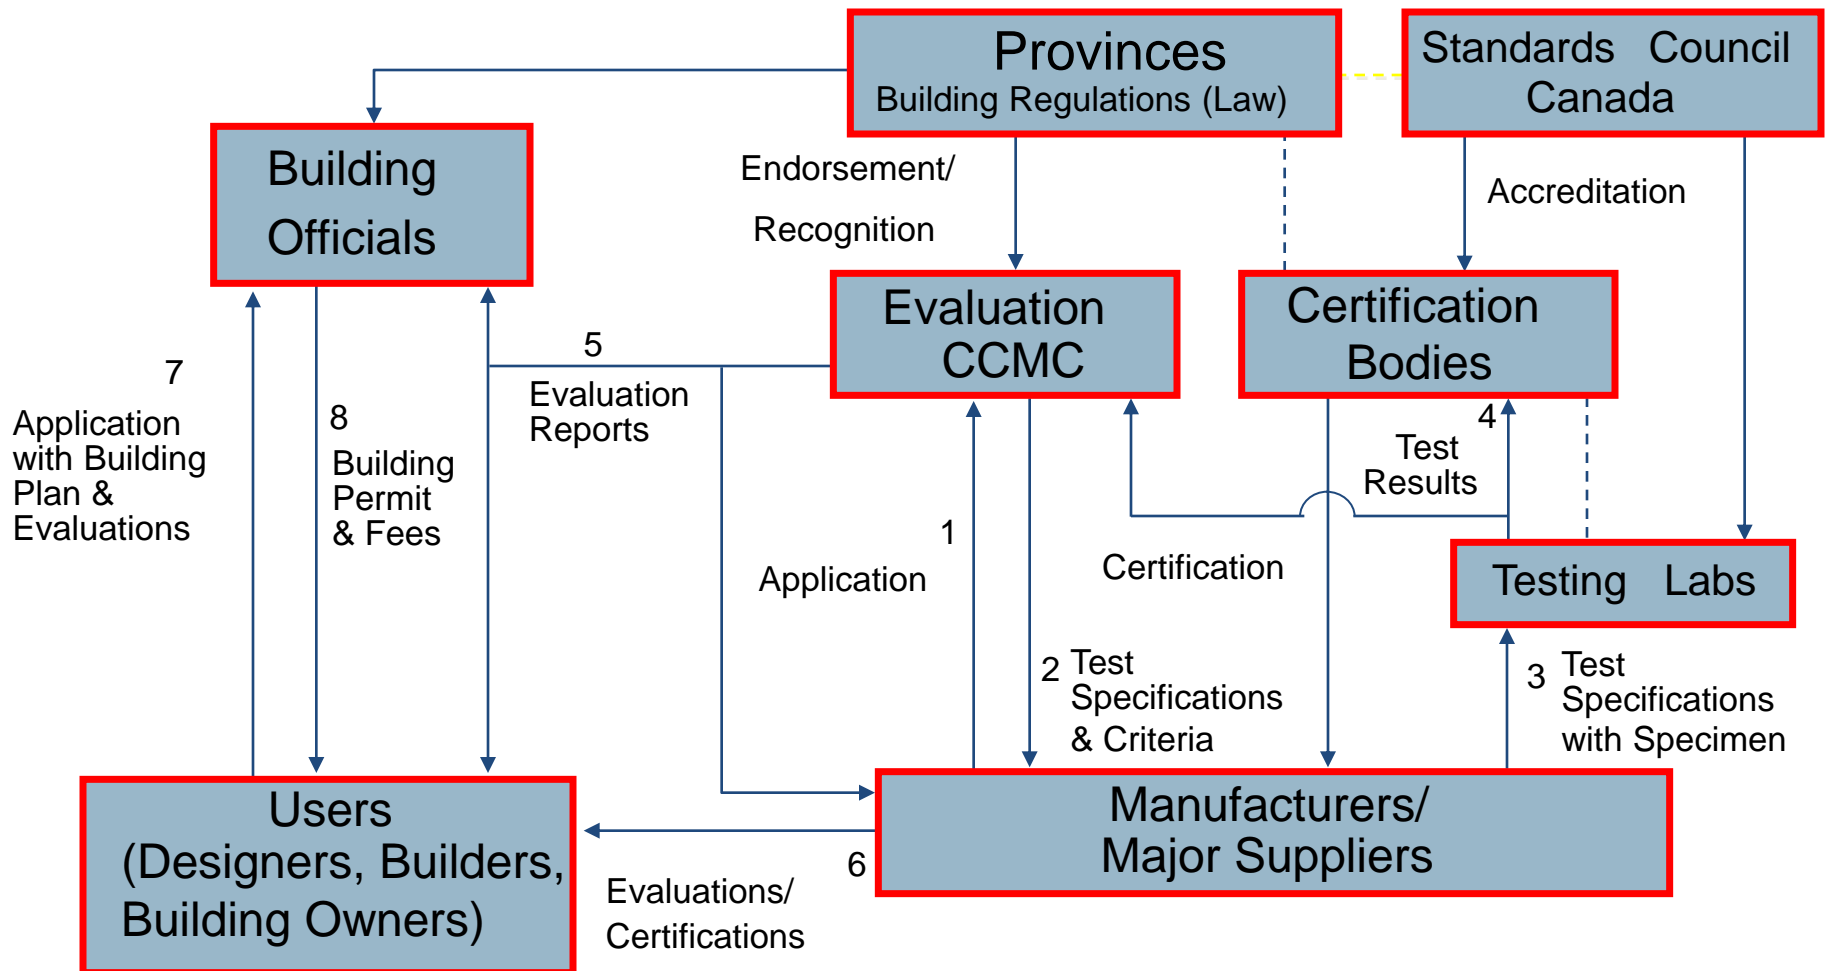 Provinces
Building Regulations (Law)
Standards Council
Canada
Building
Officials
Endorsement/
Recognition
Accreditation
Evaluation
CCMC
Certification
Bodies
5
Evaluation
Reports
7
Application
with Building
Plan &
Evaluations
8
Building
Permit
& Fees
4
Test
Results
1
Application
Certification
Testing Labs
2
Test
Specifications
& Criteria
3
Test
Specifications
with Specimen
Users
(Designers, Builders,
Building Owners)
Manufacturers/
Major Suppliers
6
Evaluations/
Certifications